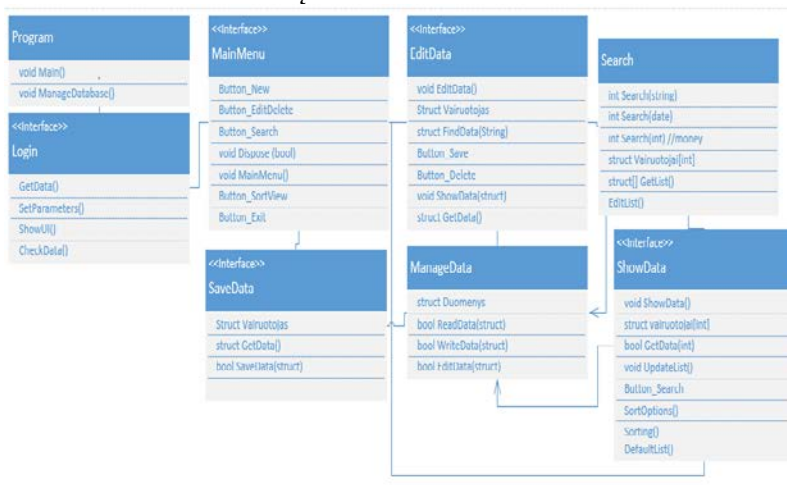 Program
void Main()
void ManageDatabase()
<<Interface>>
Login
GetData()
SetParameters()
ShowUI()
CheckData()
<<Interface>>
MainMenu
Button_New
Button_EditDelete
Button_Search
void Dispose (bool)
void MainMenu()
Button_SortView
Button_Exit
<<Interface>>
EditData
void EditData()
Struct Vairuotojas
struct FindData(String)
Button_Save
Button_Delete
void ShowData(struct)
struct GetData()
Search
int Search(string)
int Search(date)
int Search(int) //money
struct Vairuotojai[int]
struct[] GetList()
EditList()
<<Interface>>
SaveData
Struct Vairuotojas
struct GetData()
bool SaveData(struct)
ManageData
struct Duomenys
bool ReadData(struct)
bool WriteData(struct)
bool EditData(struct)
<<Interface>>
ShowData
void ShowData()
struct vairuotojai[int]
bool GetData(int)
void UpdateList()
Button_Search
SortOptions()
Sorting()
DefaultList()